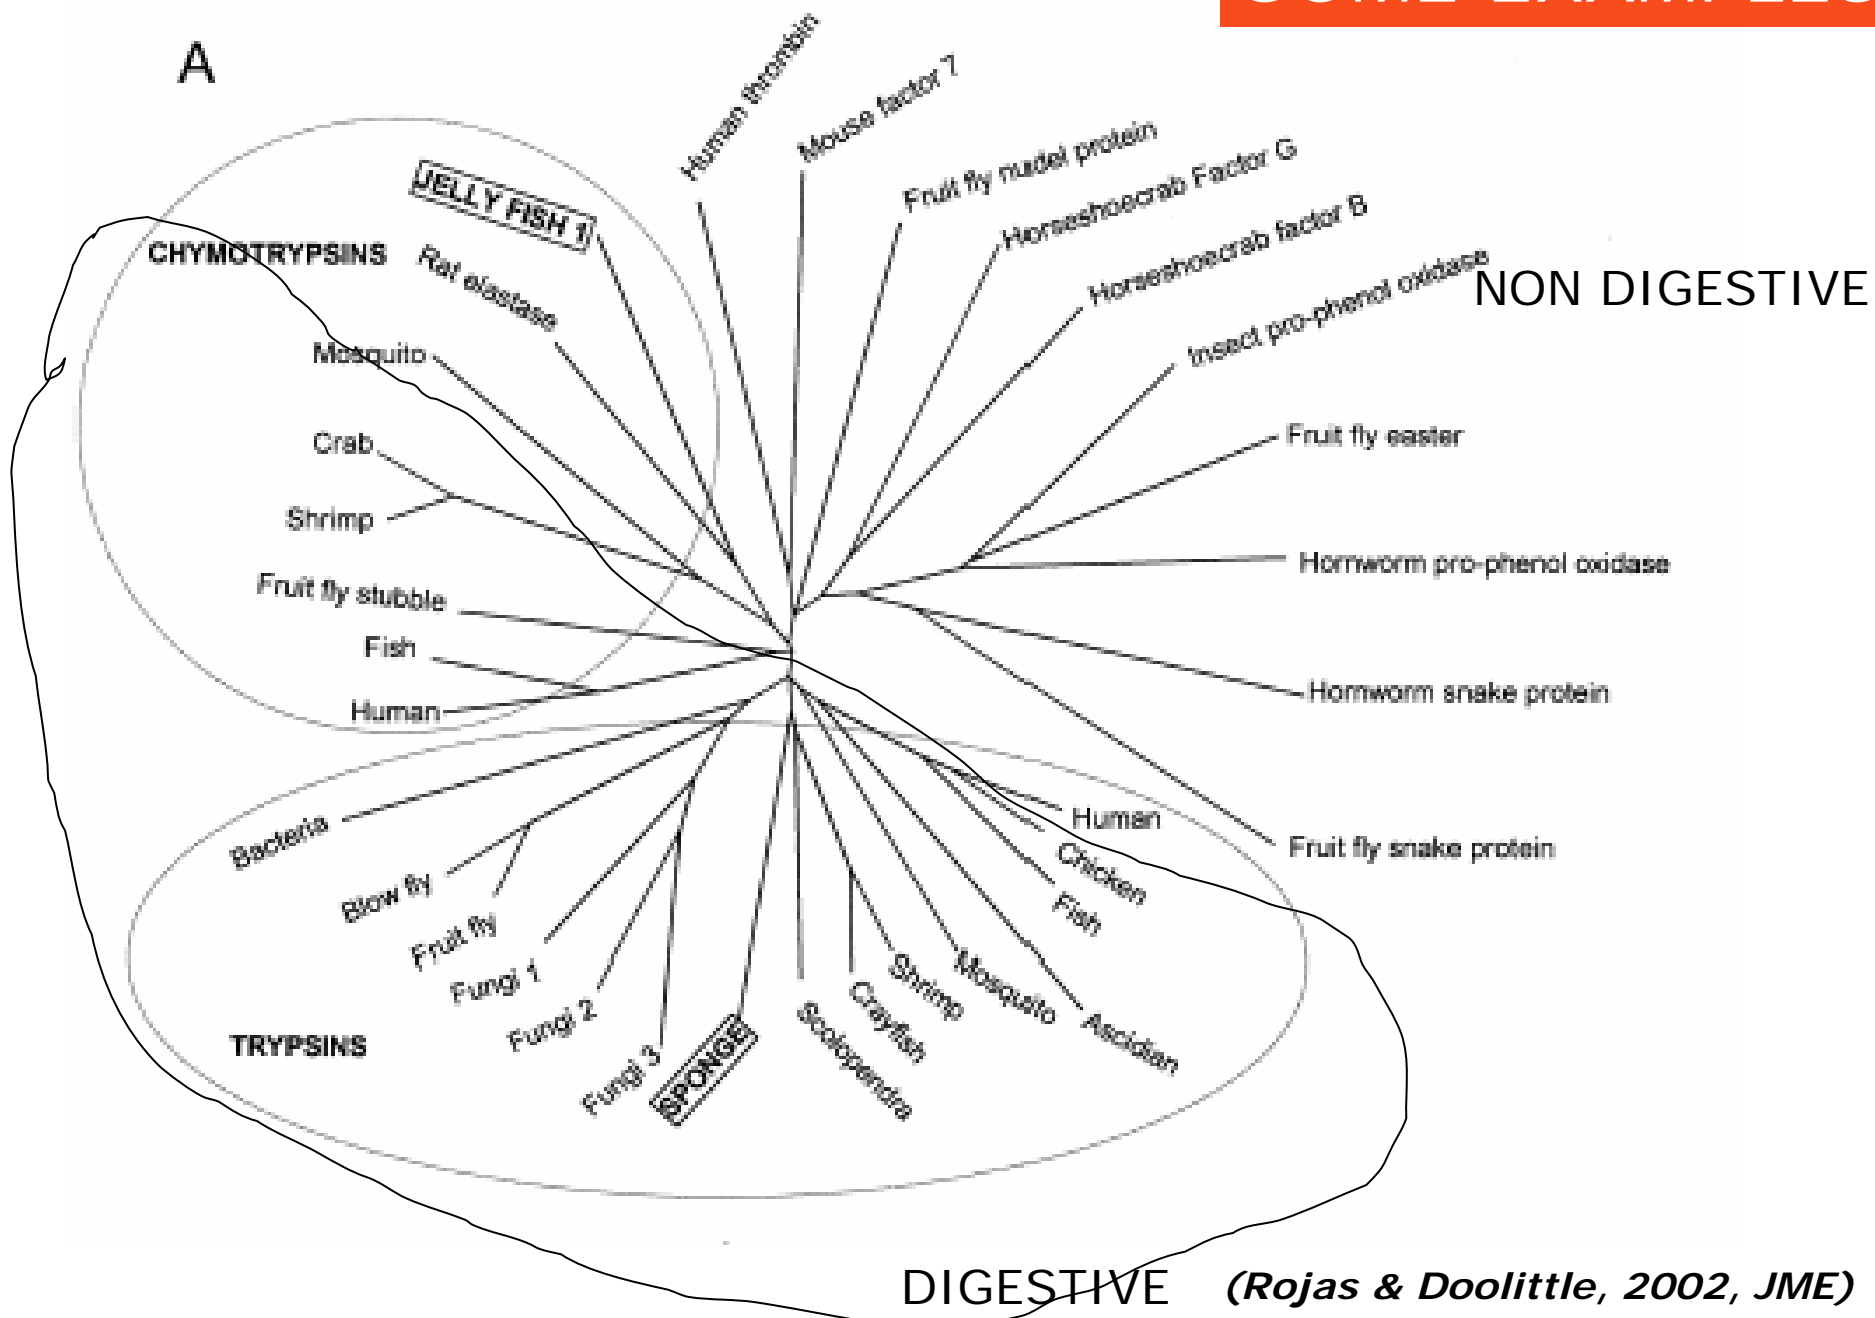 SOME EXAMPLES
A
Human thrombin
Mouse factor 7
Fruit fly nudel protein
Horseshoecrab Factor G
Horseshoecrab factor B
Insect pro-phenol oxidase
NON DIGESTIVE
JELLY FISH 1
CHYMOTRYPSINS
Rat elastase
Mosquito
Crab
Shrimp
Fruit fly stubble
Fish
Human
Fruit fly easter
Hornworm pro-phenol oxidase
Hornworm snake protein
Fruit fly snake protein
Human
Chicken
Fish
Bacteria
Blow fly
Fruit fly
Fungi 1
Fungi 2
Fungi 3
SPONGE
Scolopendra
Crayfish
Shrimp
Mosquito
Ascidian
TRYPSINS
DIGESTIVE
(Rojas & Doolittle, 2002, JME)